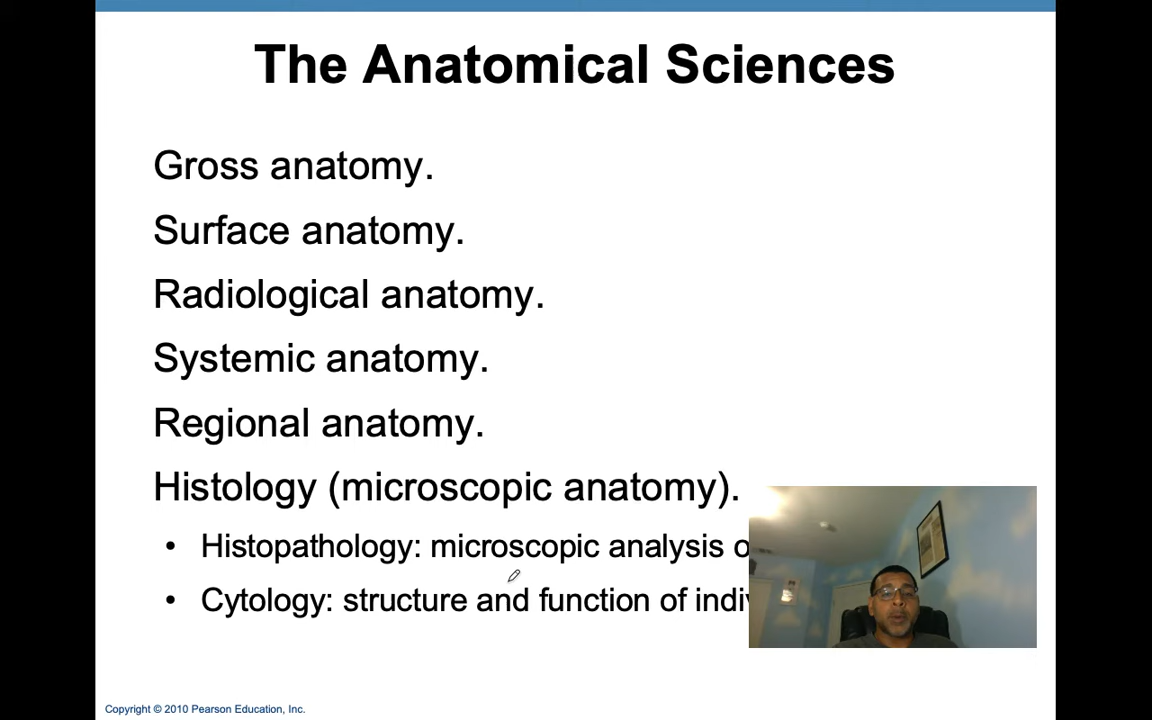 The Anatomical Sciences
Gross anatomy.
Surface anatomy.
Radiological anatomy.
Systemic anatomy.
Regional anatomy.
Histology (microscopic anatomy).
• Histopathology: microscopic analysis
• Cytology: structure and function of
Copyright © 2010 Pearson Education, Inc.